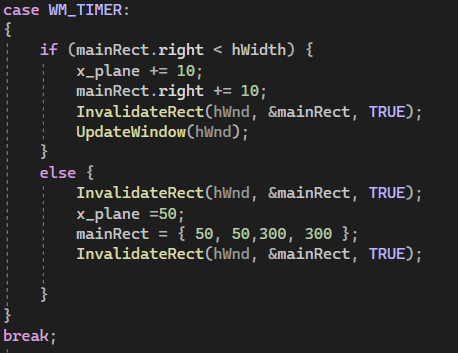 case WM_TIMER:
{
    if (mainRect.right < hWidth) {
        x_plane += 10;
        mainRect.right += 10;
        InvalidateRect(hWnd, &mainRect, TRUE);
        UpdateWindow(hWnd);
    }
    else {
        InvalidateRect(hWnd, &mainRect, TRUE);
        x_plane =50;
        mainRect = { 50, 50,300, 300 };
        InvalidateRect(hWnd, &mainRect, TRUE);

    }
}
break;